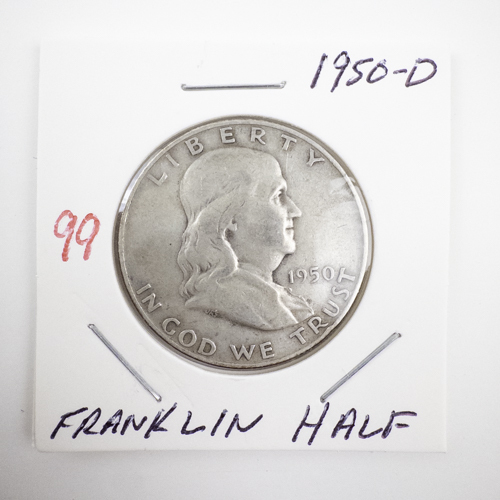 1950-D
LIBERTY
99
1950
IN GOD WE TRUST
FRANKLIN HALF